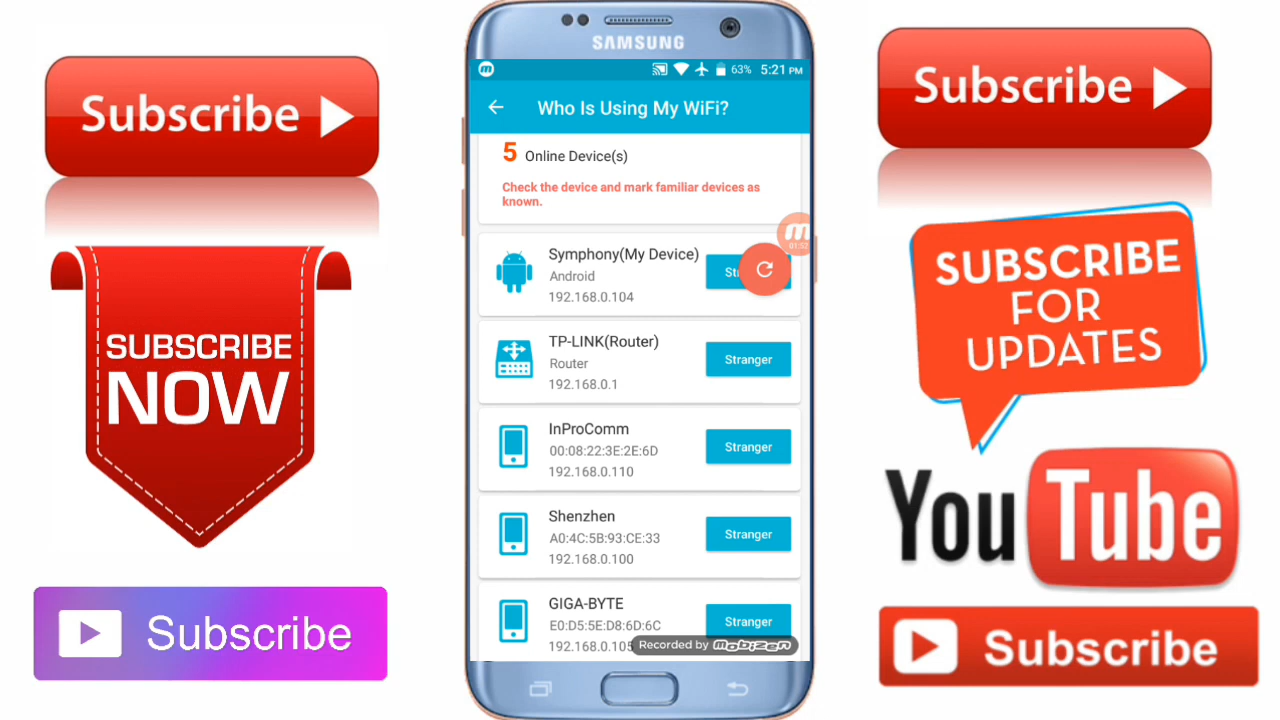 Subscribe
SUBSCRIBE
NOW
Subscribe
SAMSUNG
63% 5:21 PM
Who Is Using My WiFi?
5 Online Device(s)
Check the device and mark familiar devices as
known.
01:52
Symphony(My Device)
Android
192.168.0.104
TP-LINK(Router)
Router
192.168.0.1
Stranger
InProComm
00:08:22:3E:2E:6D
192.168.0.110
Stranger
Shenzhen
A0:4C:5B:93:CE:33
192.168.0.100
Stranger
GIGA-BYTE
E0:D5:5E:D8:6D:6C
192.168.0.105
Stranger
Recorded by mobizen
Subscribe
SUBSCRIBE
FOR
UPDATES
YouTube
Subscribe